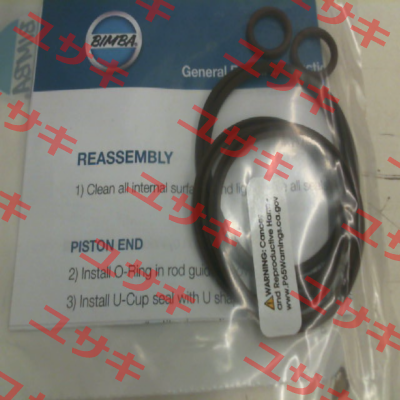 BIMBA
BIMBA
General
REASSEMBLY
1) Clean all internal
PISTON END
2) Install O-Ring in rod
3) Install U-Cup seal with U
WARNING: Cancer
and Reproductive Harm
www.P65Warnings.ca.gov
ユサキ
ユサキ
ユサキ
ユサキ
ユサキ
ユサキ
ユサキ